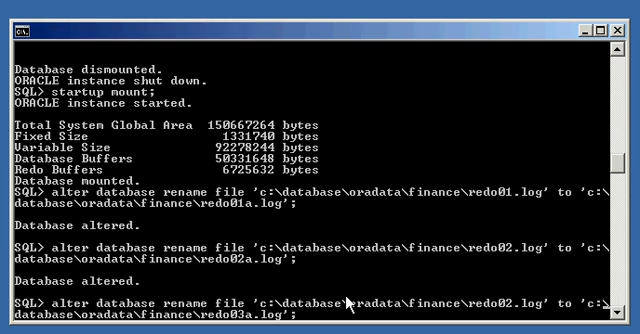 Database dismounted.
ORACLE instance shut down.
SQL> startup mount;
ORACLE instance started.
Total System Global Area 150667264 bytes
Fixed Size 1331740 bytes
Variable Size 92278244 bytes
Database Buffers 50331648 bytes
Redo Buffers 6725632 bytes
Database mounted.
SQL> alter database rename file 'c:\database\oradata\finance\redo01.log' to 'c:\
database\oradata\finance\redo01a.log';
Database altered.
SQL> alter database rename file 'c:\database\oradata\finance\redo02.log' to 'c:\
database\oradata\finance\redo02a.log';
Database altered.
SQL> alter database rename file 'c:\database\oradata\finance\redo02.log' to 'c:\
database\oradata\finance\redo03a.log';